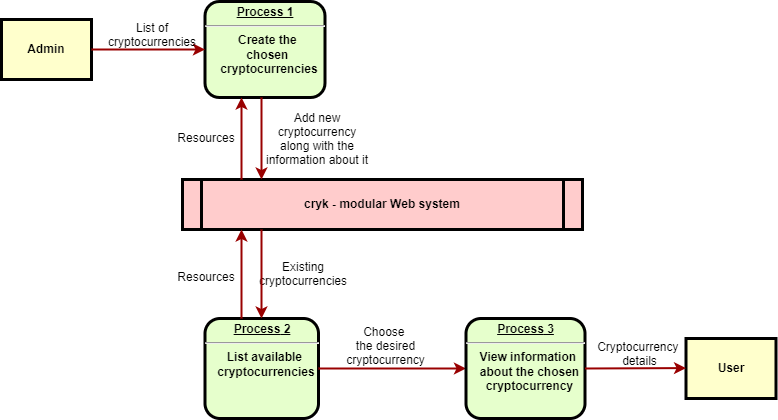 Process 1
Admin
List of
cryptocurrencies
Create the
chosen
cryptocurrencies
Resources
Add new
cryptocurrency
along with the
information about it
cryk - modular Web system
Resources
Existing
cryptocurrencies
Process 2
List available
cryptocurrencies
Choose
the desired
cryptocurrency
Process 3
View information
about the chosen
cryptocurrency
Cryptocurrency
details
User